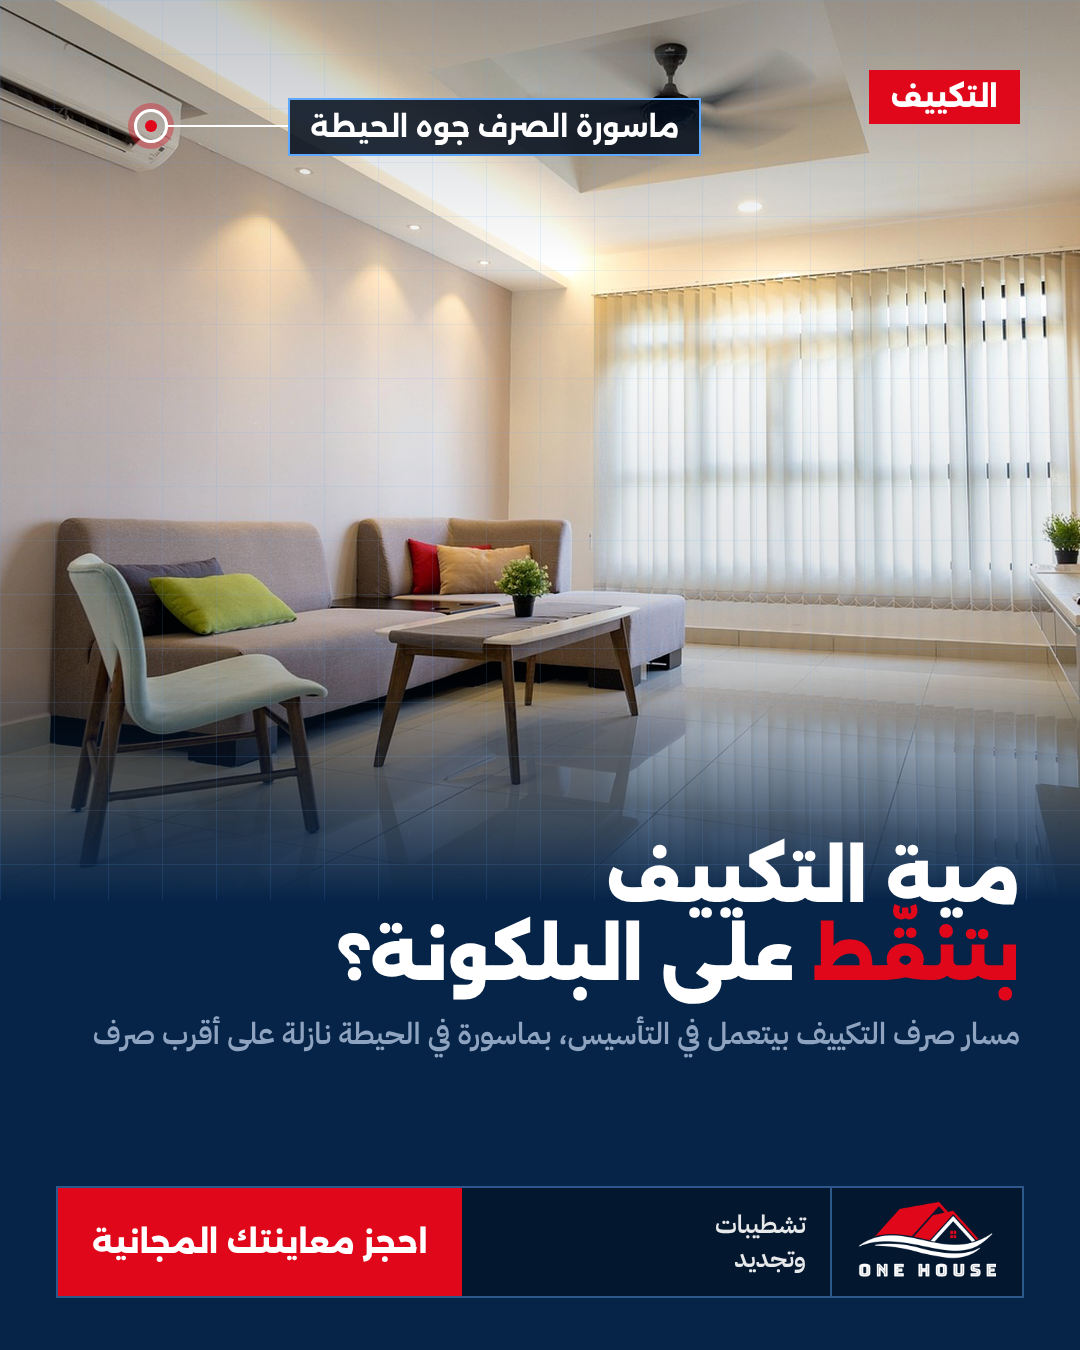 التكييف
ماسورة الصرف جوه الحيطة
مية التكييف
بتنقّط على البلكونة؟
مسار صرف التكييف بيتعمل في التأسيس، بماسورة في الحيطة نازلة على أقرب صرف
ONE HOUSE
تشطيبات
وتجديد
احجز معاينتك المجانية